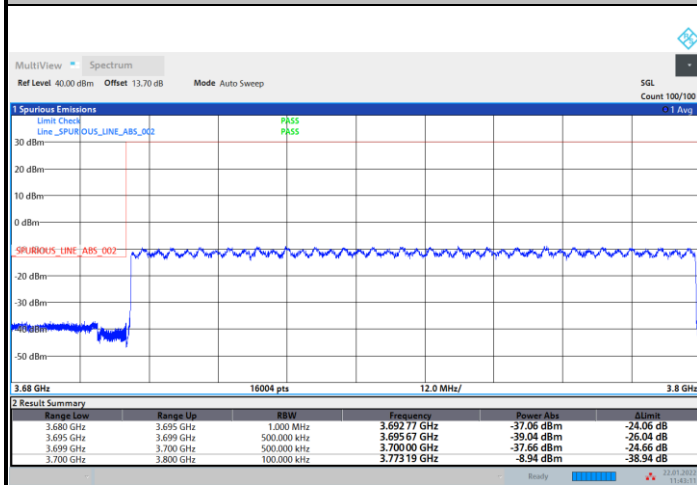 MultiView Spectrum
Ref Level 40.00 dBm Offset 13.70 dB Mode Auto Sweep SGL
Count 100/100
1 Spurious Emissions 1 Avg
Limit Check PASS
Line _SPURIOUS_LINE_ABS_002 PASS
30 dBm
20 dBm
10 dBm
0 dBm
_SPURIOUS_LINE_ABS_002
-20 dBm
-30 dBm
-40 dBm
-50 dBm
3.68 GHz 16004 pts 12.0 MHz/ 3.8 GHz
2 Result Summary
Range Low Range Up RBW Frequency Power Abs ΔLimit
3.680 GHz 3.695 GHz 1.000 MHz 3.692 77 GHz -37.06 dBm -24.06 dB
3.695 GHz 3.699 GHz 500.000 kHz 3.695 67 GHz -39.04 dBm -26.04 dB
3.699 GHz 3.700 GHz 500.000 kHz 3.700 00 GHz -37.66 dBm -24.66 dB
3.700 GHz 3.800 GHz 100.000 kHz 3.773 19 GHz -8.94 dBm -38.94 dB
Ready 22.01.2022